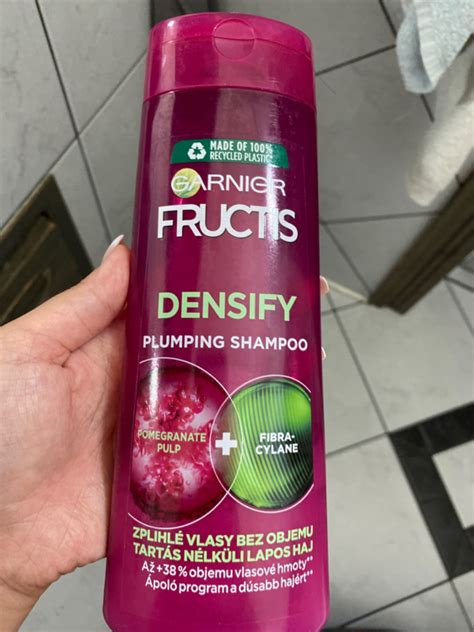 MADE OF 100%
RECYCLED PLASTIC*
GARNIER
FRUCTIS
DENSIFY
PLUMPING SHAMPOO
POMEGRANATE
PULP
+
FIBRA-
CYLANE
ZPLIHLÉ VLASY BEZ OBJEMU
TARTÁS NÉLKÜLI LAPOS HAJ
Až +38 % objemu vlasové hmoty**
Ápoló program a dúsabb hajért**